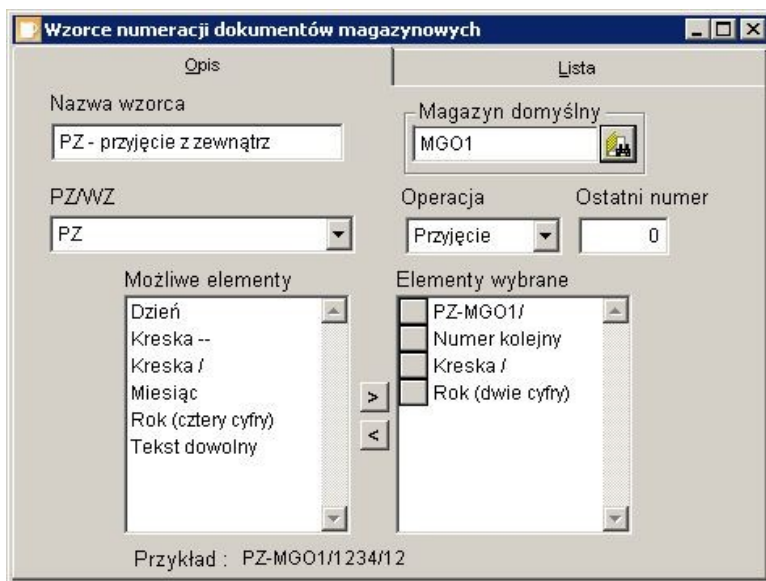 Wzorce numeracji dokumentów magazynowych
Opis
Lista
Nazwa wzorca
PZ - przyjęcie z zewnątrz
Magazyn domyślny
MGO1
PZ/WZ
PZ
Operacja
Przyjęcie
Ostatni numer
0
Możliwe elementy
Dzień
Kreska --
Kreska /
Miesiąc
Rok (cztery cyfry)
Tekst dowolny
>
<
Elementy wybrane
PZ-MGO1/
Numer kolejny
Kreska /
Rok (dwie cyfry)
Przykład : PZ-MGO1/1234/12